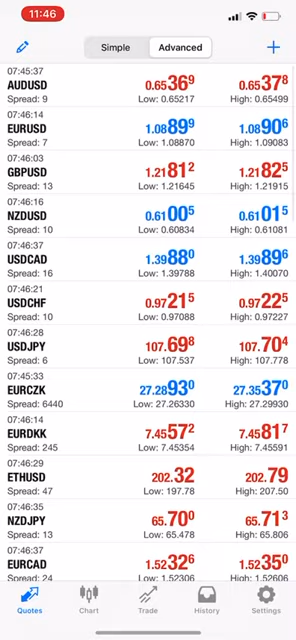 11:46
Simple Advanced +
07:45:37
AUDUSD 0.65369 0.65378
Spread: 9 Low: 0.65217 High: 0.65499
07:46:14
EURUSD 1.08899 1.08906
Spread: 7 Low: 1.08870 High: 1.09083
07:46:03
GBPUSD 1.21812 1.21825
Spread: 13 Low: 1.21645 High: 1.21915
07:46:16
NZDUSD 0.61005 0.61015
Spread: 10 Low: 0.60834 High: 0.61081
07:46:37
USDCAD 1.39880 1.39896
Spread: 16 Low: 1.39788 High: 1.40070
07:46:21
USDCHF 0.97215 0.97225
Spread: 10 Low: 0.97088 High: 0.97227
07:46:28
USDJPY 107.698 107.704
Spread: 6 Low: 107.537 High: 107.778
07:45:33
EURCZK 27.28930 27.35370
Spread: 6440 Low: 27.26330 High: 27.29930
07:46:14
EURDKK 7.45572 7.45817
Spread: 245 Low: 7.45354 High: 7.45591
07:46:29
ETHUSD 202.32 202.79
Spread: 47 Low: 197.78 High: 207.50
07:46:35
NZDJPY 65.700 65.713
Spread: 13 Low: 65.478 High: 65.806
07:46:37
EURCAD 1.52326 1.52350
Spread: 24 Low: 1.52306 High: 1.52606
Quotes Chart Trade History Settings